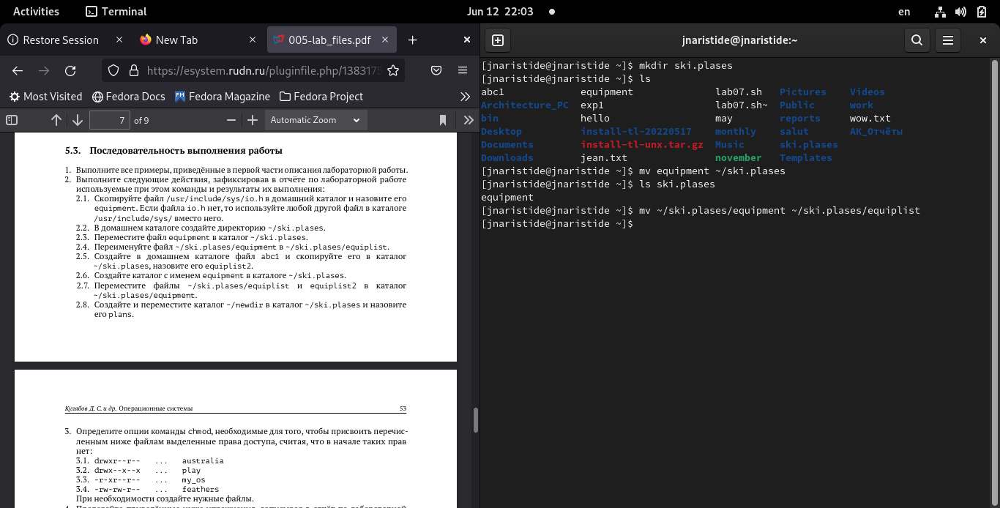 Activities Terminal Jun 12 22:03 en
Restore Session New Tab 005-lab_files.pdf
https://esystem.rudn.ru/pluginfile.php/1383175
Most Visited Fedora Docs Fedora Magazine Fedora Project
7 of 9 Automatic Zoom
5.3. Последовательность выполнения работы
1. Выполните все примеры, приведённые в первой части описания лабораторной работы.
2. Выполните следующие действия, зафиксировав в отчёте по лабораторной работе
используемые при этом команды и результаты их выполнения:
2.1. Скопируйте файл /usr/include/sys/io.h в домашний каталог и назовите его
equipment. Если файла io.h нет, то используйте любой другой файл в каталоге
/usr/include/sys/ вместо него.
2.2. В домашнем каталоге создайте директорию ~/ski.plases.
2.3. Переместите файл equipment в каталог ~/ski.plases.
2.4. Переименуйте файл ~/ski.plases/equipment в ~/ski.plases/equiplist.
2.5. Создайте в домашнем каталоге файл abc1 и скопируйте его в каталог
~/ski.plases, назовите его equiplist2.
2.6. Создайте каталог с именем equipment в каталоге ~/ski.plases.
2.7. Переместите файлы ~/ski.plases/equiplist и equiplist2 в каталог
~/ski.plases/equipment.
2.8. Создайте и переместите каталог ~/newdir в каталог ~/ski.plases и назовите
его plans.
Кулябов Д. С. и др. Операционные системы 53
3. Определите опции команды chmod, необходимые для того, чтобы присвоить перечис-
ленным ниже файлам выделенные права доступа, считая, что в начале таких прав
нет:
3.1. drwxr--r-- ... australia
3.2. drwx--x--x ... play
3.3. -r-xr--r-- ... my_os
3.4. -rw-rw-r-- ... feathers
При необходимости создайте нужные файлы.
jnaristide@jnaristide:~
[jnaristide@jnaristide ~]$ mkdir ski.plases
[jnaristide@jnaristide ~]$ ls
abc1 equipment lab07.sh Pictures Videos
Architecture_PC exp1 lab07.sh~ Public work
bin hello may reports wow.txt
Desktop install-tl-20220517 monthly salut АК_Отчёты
Documents install-tl-unx.tar.gz Music ski.plases
Downloads jean.txt november Templates
[jnaristide@jnaristide ~]$ mv equipment ~/ski.plases
[jnaristide@jnaristide ~]$ ls ski.plases
equipment
[jnaristide@jnaristide ~]$ mv ~/ski.plases/equipment ~/ski.plases/equiplist
[jnaristide@jnaristide ~]$